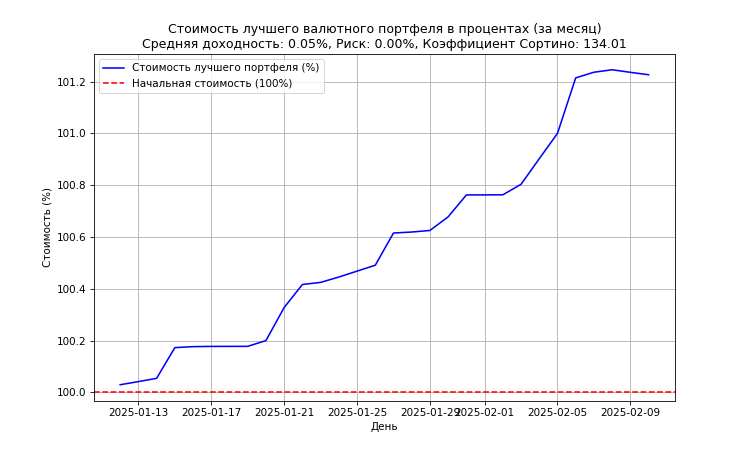 Стоимость лучшего валютного портфеля в процентах (за месяц)
Средняя доходность: 0.05%, Риск: 0.00%, Коэффициент Сортино: 134.01
Стоимость лучшего портфеля (%)
Начальная стоимость (100%)
Стоимость (%)
101.2
101.0
100.8
100.6
100.4
100.2
100.0
2025-01-13 2025-01-17 2025-01-21 2025-01-25 2025-01-29 2025-02-01 2025-02-05 2025-02-09
День